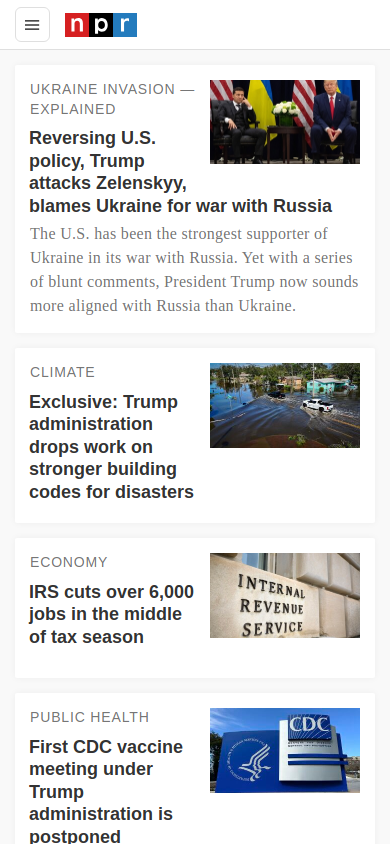 npr
UKRAINE INVASION —
EXPLAINED
Reversing U.S.
policy, Trump
attacks Zelenskyy,
blames Ukraine for war with Russia
The U.S. has been the strongest supporter of
Ukraine in its war with Russia. Yet with a series
of blunt comments, President Trump now sounds
more aligned with Russia than Ukraine.
CLIMATE
Exclusive: Trump
administration
drops work on
stronger building
codes for disasters
ECONOMY
IRS cuts over 6,000
jobs in the middle
of tax season
INTERNAL
REVENUE
SERVICE
PUBLIC HEALTH
First CDC vaccine
meeting under
Trump
administration is
postponed
CDC